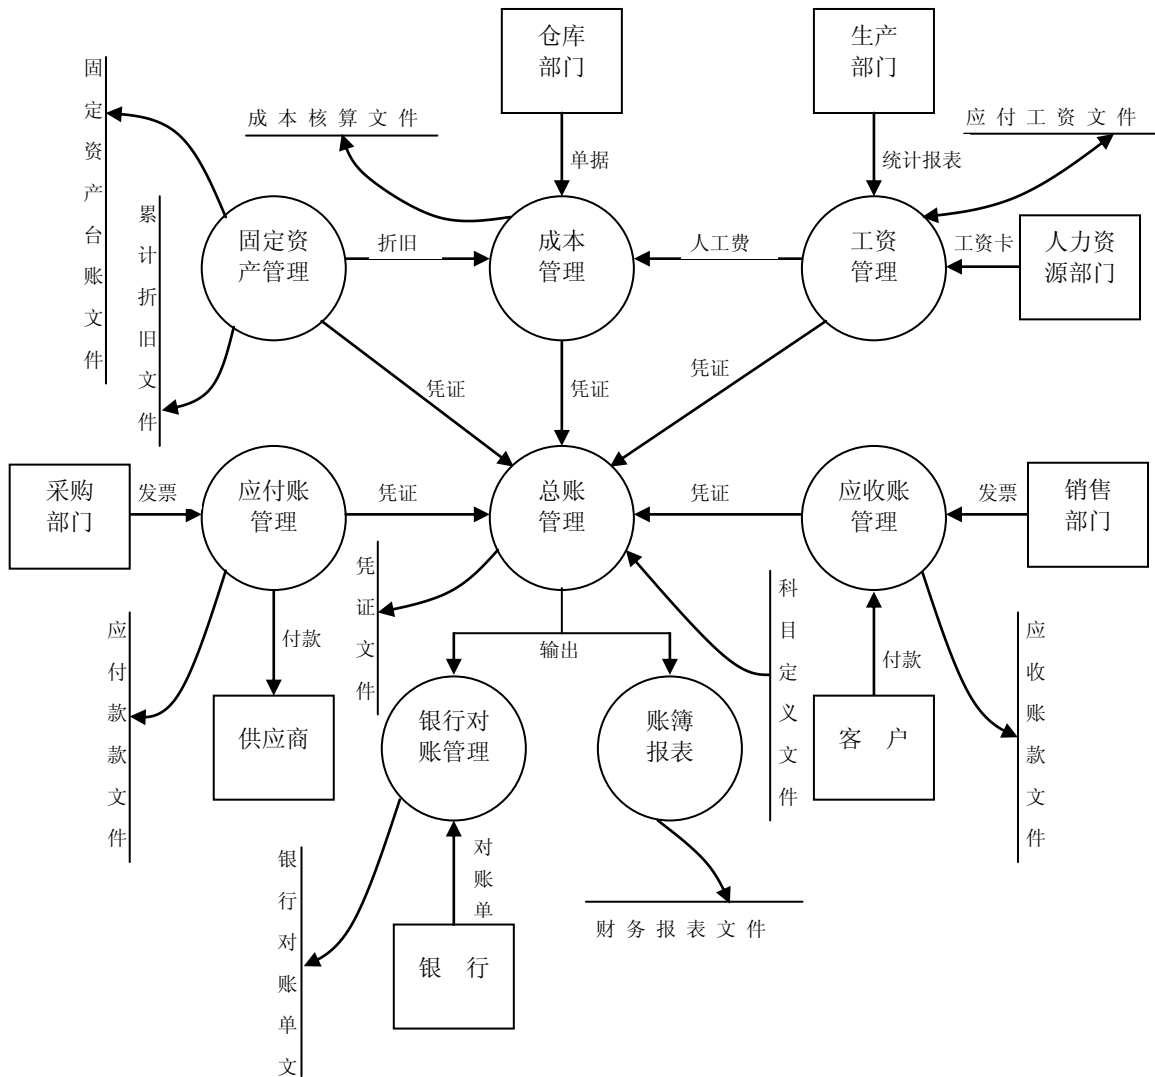 仓库
部门
生产
部门
固定资产台账文件
成本核算文件
应付工资文件
单据
统计报表
累计折旧文件
固定资
产管理
折旧
成本
管理
人工费
工资
管理
工资卡
人力资
源部门
凭证
凭证
凭证
采购
部门
发票
应付账
管理
凭证
总账
管理
凭证
应收账
管理
发票
销售
部门
凭证文件
科目定义文件
应付款款文件
付款
输出
付款
应收账款文件
供应商
银行对
账管理
账簿
报表
客 户
银行对账单文
对账单
财务报表文件
银 行